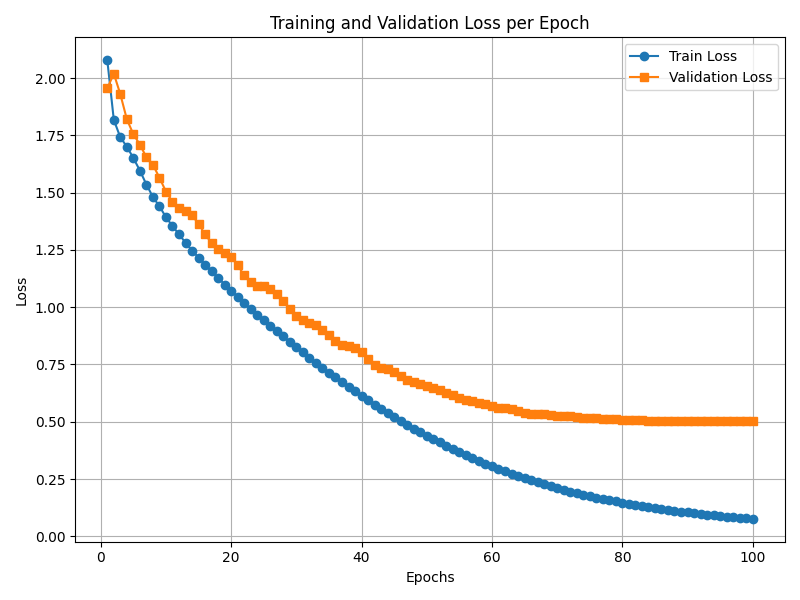 Training and Validation Loss per Epoch
Train Loss
Validation Loss
Loss
2.00
1.75
1.50
1.25
1.00
0.75
0.50
0.25
0.00
0 20 40 60 80 100
Epochs